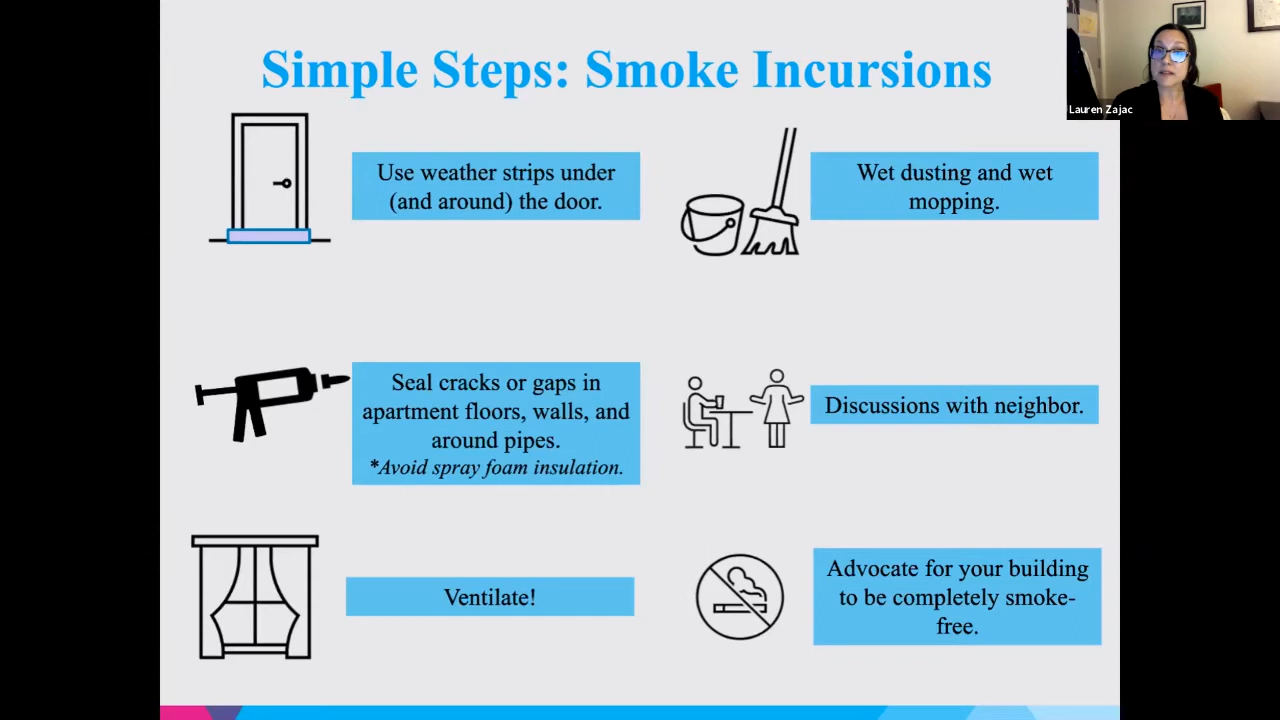 Simple Steps: Smoke Incursions
Lauren Zajac
Use weather strips under
(and around) the door.
Wet dusting and wet
mopping.
Seal cracks or gaps in
apartment floors, walls, and
around pipes.
*Avoid spray foam insulation.
Discussions with neighbor.
Ventilate!
Advocate for your building
to be completely smoke-
free.